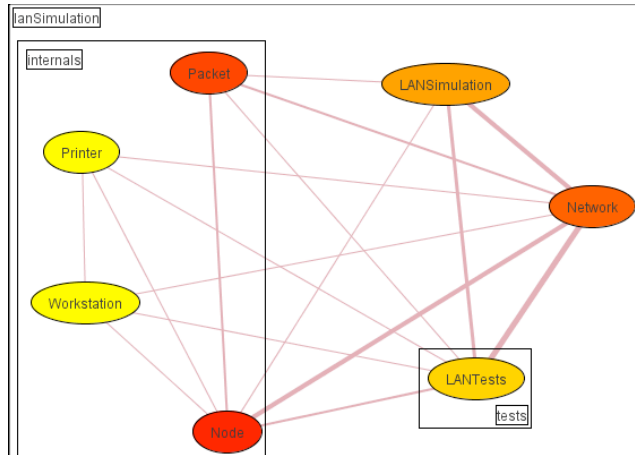 lanSimulation
internals
Packet
LANSimulation
Printer
Network
Workstation
LANTests
tests
Node